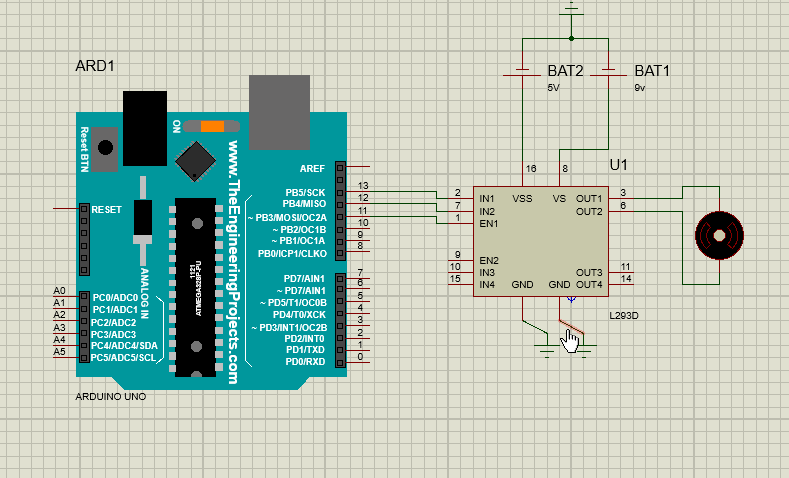 ARD1
BAT2
5V
BAT1
9v
ON
Reset BTN
www.TheEngineeringProjects.com
AREF
RESET
PB5/SCK 13
PB4/MISO 12
~ PB3/MOSI/OC2A 11
~ PB2/OC1B 10
~ PB1/OC1A 9
PB0/ICP1/CLKO 8
PD7/AIN1 7
~ PD7/AIN1 6
~ PD5/T1/OC0B 5
PD4/T0/XCK 4
~ PD3/INT1/OC2B 3
PD2/INT0 2
PD1/TXD 1
PD0/RXD 0
1121
ATMEGA328P-PU
ANALOG IN
A0 PC0/ADC0
A1 PC1/ADC1
A2 PC2/ADC2
A3 PC3/ADC3
A4 PC4/ADC4/SDA
A5 PC5/ADC5/SCL
ARDUINO UNO
U1
16 8
VSS VS
2 IN1 OUT1 3
7 IN2 OUT2 6
1 EN1
9 EN2
10 IN3 OUT3 11
15 IN4 OUT4 14
GND GND
L293D